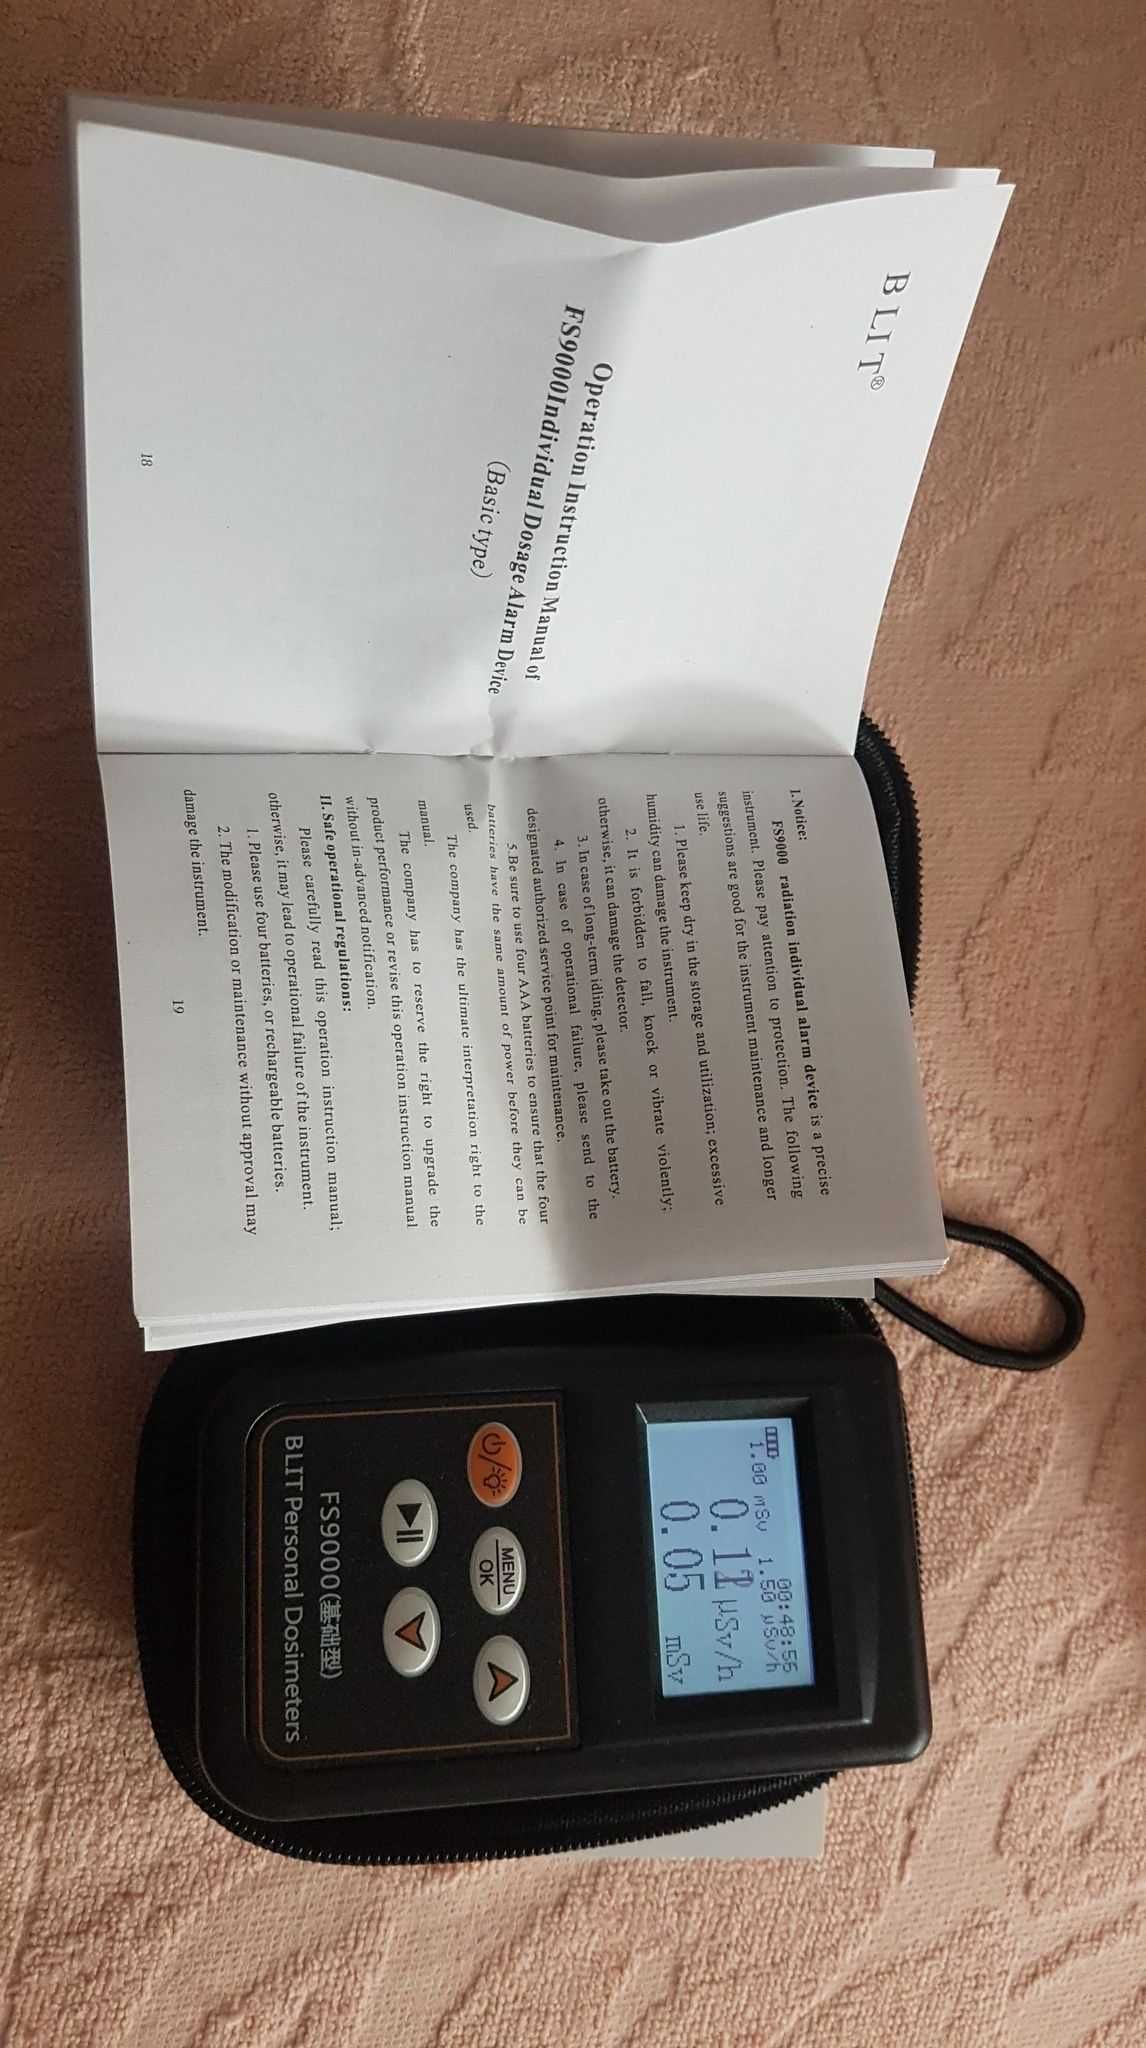 BLIT®
Operation Instruction Manual of
FS9000Individual Dosage Alarm Device
(Basic type)
18
I.Notice:
FS9000 radiation individual alarm device is a precise
instrument. Please pay attention to protection. The following
suggestions are good for the instrument maintenance and longer
use life.
1. Please keep dry in the storage and utilization; excessive
humidity can damage the instrument.
2. It is forbidden to fall, knock or vibrate violently;
otherwise, it can damage the detector.
3. In case of long-term idling, please take out the battery.
4. In case of operational failure, please send to the
designated authorized service point for maintenance.
5.Be sure to use four AAA batteries to ensure that the four
batteries have the same amount of power before they can be
used.
The company has the ultimate interpretation right to the
manual.
The company has to reserve the right to upgrade the
product performance or revise this operation instruction manual
without in-advanced notification.
II. Safe operational regulations:
Please carefully read this operation instruction manual;
otherwise, it may lead to operational failure of the instrument.
1. Please use four batteries, or rechargeable batteries.
2. The modification or maintenance without approval may
damage the instrument.
19
00:48:56
1.00 mSv 1.50 μSv/h
0.1 μSv/h
0.05 mSv
MENU
OK
FS9000(基础型)
BLIT Personal Dosimeters